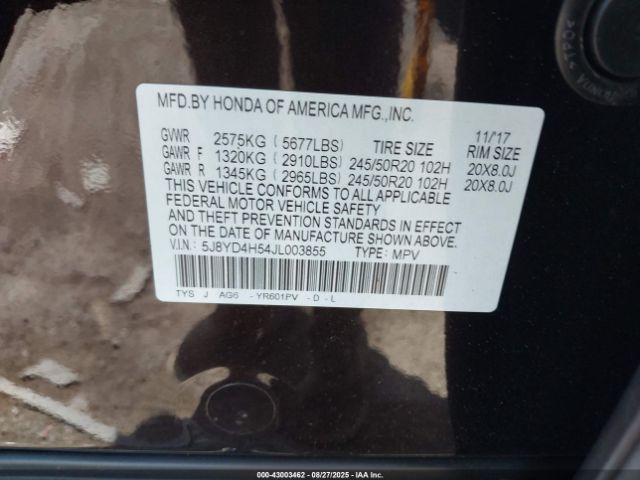 MFD.BY HONDA OF AMERICA MFG.,INC.
11/'17
GVWR 2575KG ( 5677LBS) TIRE SIZE RIM SIZE
GAWR F 1320KG ( 2910LBS) 245/50R20 102H 20X8.0J
GAWR R 1345KG ( 2965LBS) 245/50R20 102H 20X8.0J
THIS VEHICLE CONFORMS TO ALL APPLICABLE
FEDERAL MOTOR VEHICLE SAFETY
AND THEFT PREVENTION STANDARDS IN EFFECT
ON THE DATE OF MANUFACTURE SHOWN ABOVE.
V.I.N.: 5J8YD4H54JL003855 TYPE: MPV
TYS J AG6 -YR601PV -D -L
000-43003462 - 08/27/2025 - IAA Inc.